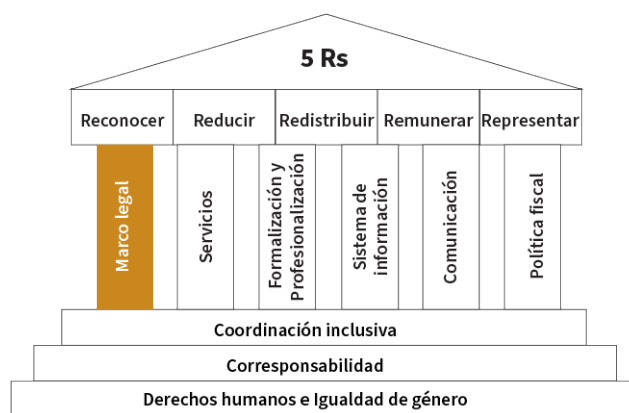 5 Rs
Reconocer
Reducir
Redistribuir
Remunerar
Representar
Marco legal
Servicios
Formalización y
Profesionalización
Sistema de
información
Comunicación
Política fiscal
Coordinación inclusiva
Corresponsabilidad
Derechos humanos e Igualdad de género